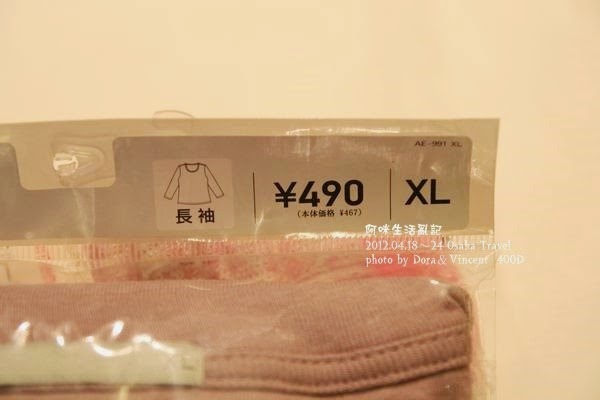 AE-991 XL
長袖
¥490
(本体価格 ¥467)
XL
阿咪生活亂記
2012.04.18～24 Osaka Travel
photo by Dora & Vincent 400D